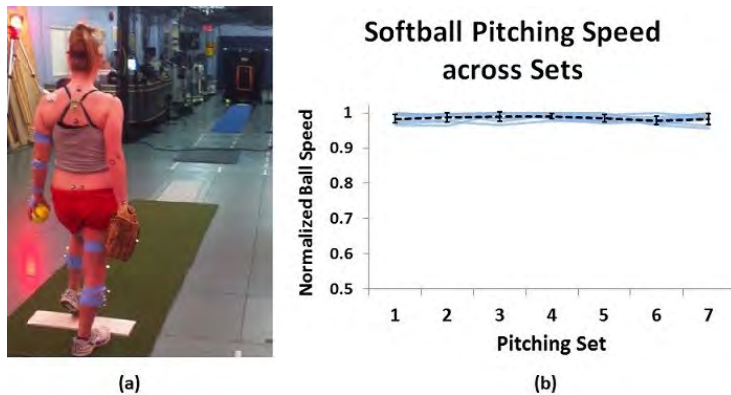 Softball Pitching Speed
across Sets
Normalized Ball Speed
1
0.9
0.8
0.7
0.6
0.5
1 2 3 4 5 6 7
Pitching Set
(a)
(b)